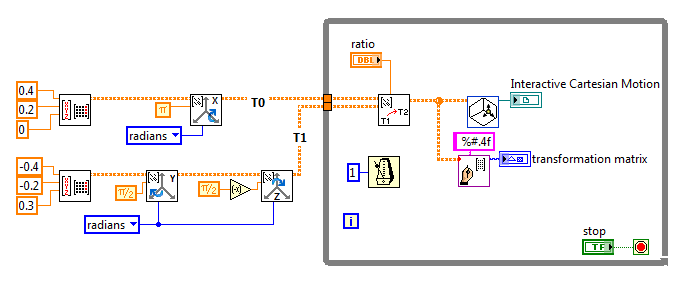 ratio
DBL
0.4
0.2
0
π
X
T0
radians
T1
T2
T1
Interactive Cartesian Motion
%#.4f
transformation matrix
-0.4
-0.2
0.3
π/2
Y
π/2
-x
Z
radians
1
i
stop
TF